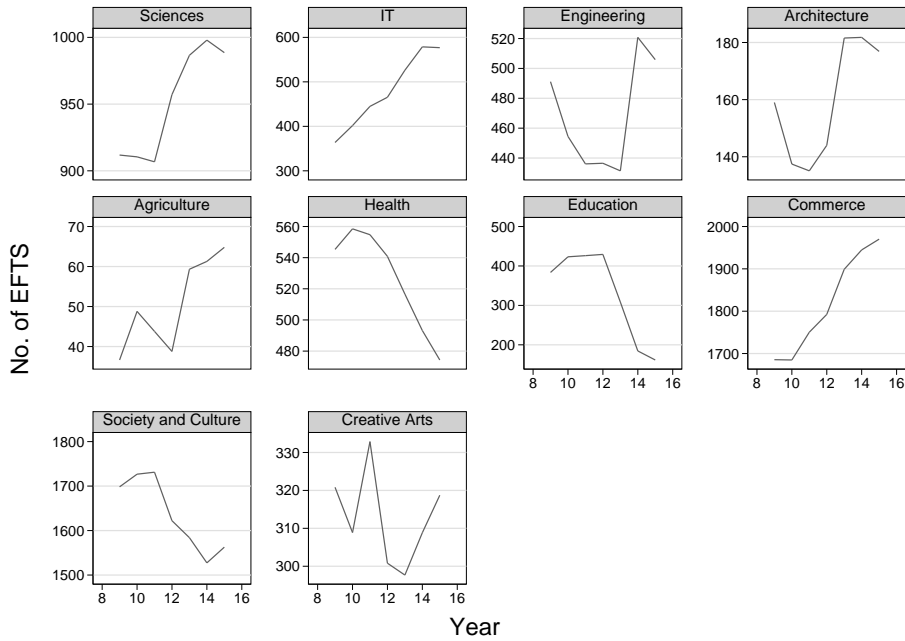 Sciences
IT
Engineering
Architecture
1000
950
900
600
500
400
300
520
500
480
460
440
180
160
140
Agriculture
Health
Education
Commerce
70
60
50
40
560
540
520
500
480
500
400
300
200
2000
1900
1800
1700
8 10 12 14 16
8 10 12 14 16
No. of EFTS
Society and Culture
Creative Arts
1800
1700
1600
1500
330
320
310
300
8 10 12 14 16
8 10 12 14 16
Year